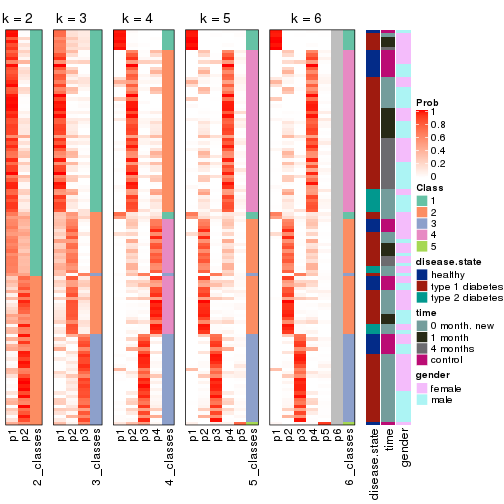 k = 2 k = 3 k = 4 k = 5 k = 6
Prob
1
0.8
0.6
0.4
0.2
0
Class
1
2
3
4
5
disease.state
healthy
type 1 diabetes
type 2 diabetes
time
0 month, new
1 month
4 months
control
gender
female
male
p1 p2 2_classes
p1 p2 p3 3_classes
p1 p2 p3 p4 4_classes
p1 p2 p3 p4 p5 5_classes
p1 p2 p3 p4 p5 p6 6_classes
disease.state time gender